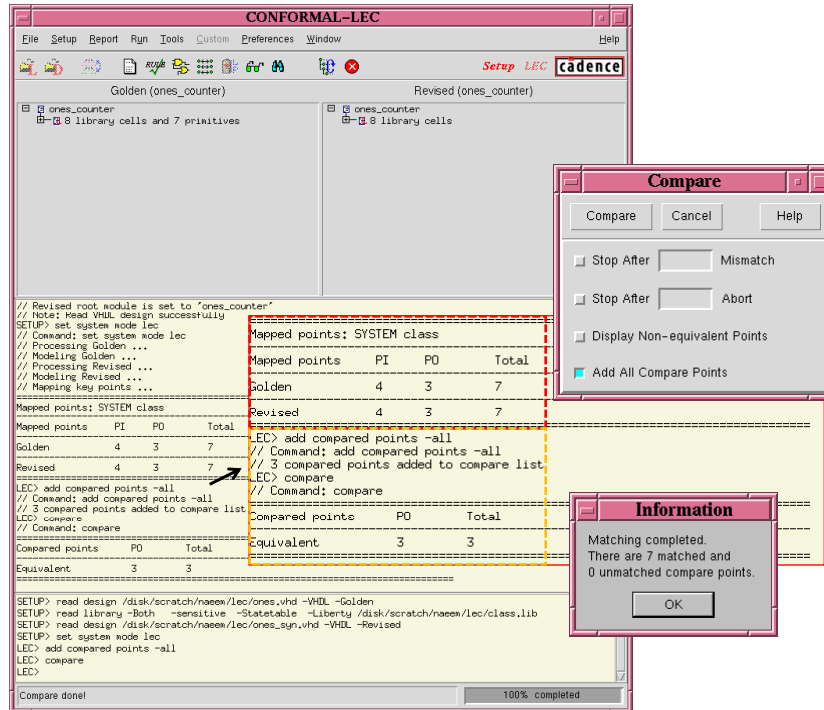 CONFORMAL-LEC
File Setup Report Run Tools Custom Preferences Window Help
RULE
Setup LEC cādence
Golden (ones_counter) Revised (ones_counter)
ones_counter
8 library cells and 7 primitives
ones_counter
8 library cells
// Revised root module is set to 'ones_counter'
// Note: Read VHDL design successfully
SETUP> set system mode lec
// Command: set system mode lec
// Processing Golden ...
// Modeling Golden ...
// Processing Revised ...
// Modeling Revised ...
// Mapping key points ...
Mapped points: SYSTEM class
Mapped points PI PO Total
Golden 4 3 7
Revised 4 3 7
LEC> add compared points -all
// Command: add compared points -all
// 3 compared points added to compare list
LEC> compare
// Command: compare
Compared points PO Total
Equivalent 3 3
Mapped points: SYSTEM class
Mapped points PI PO Total
Golden 4 3 7
Revised 4 3 7
LEC> add compared points -all
// Command: add compared points -all
// 3 compared points added to compare list
LEC> compare
// Command: compare
Compared points PO Total
Equivalent 3 3
Compare
Compare Cancel Help
Stop After Mismatch
Stop After Abort
Display Non-equivalent Points
Add All Compare Points
Information
Matching completed.
There are 7 matched and
0 unmatched compare points.
OK
SETUP> read design /disk/scratch/naeem/lec/ones.vhd -VHDL -Golden
SETUP> read library -Both -sensitive -Statetable -Liberty /disk/scratch/naeem/lec/class.lib
SETUP> read design /disk/scratch/naeem/lec/ones_syn.vhd -VHDL -Revised
SETUP> set system mode lec
LEC> add compared points -all
LEC> compare
LEC>
Compare done! 100% completed